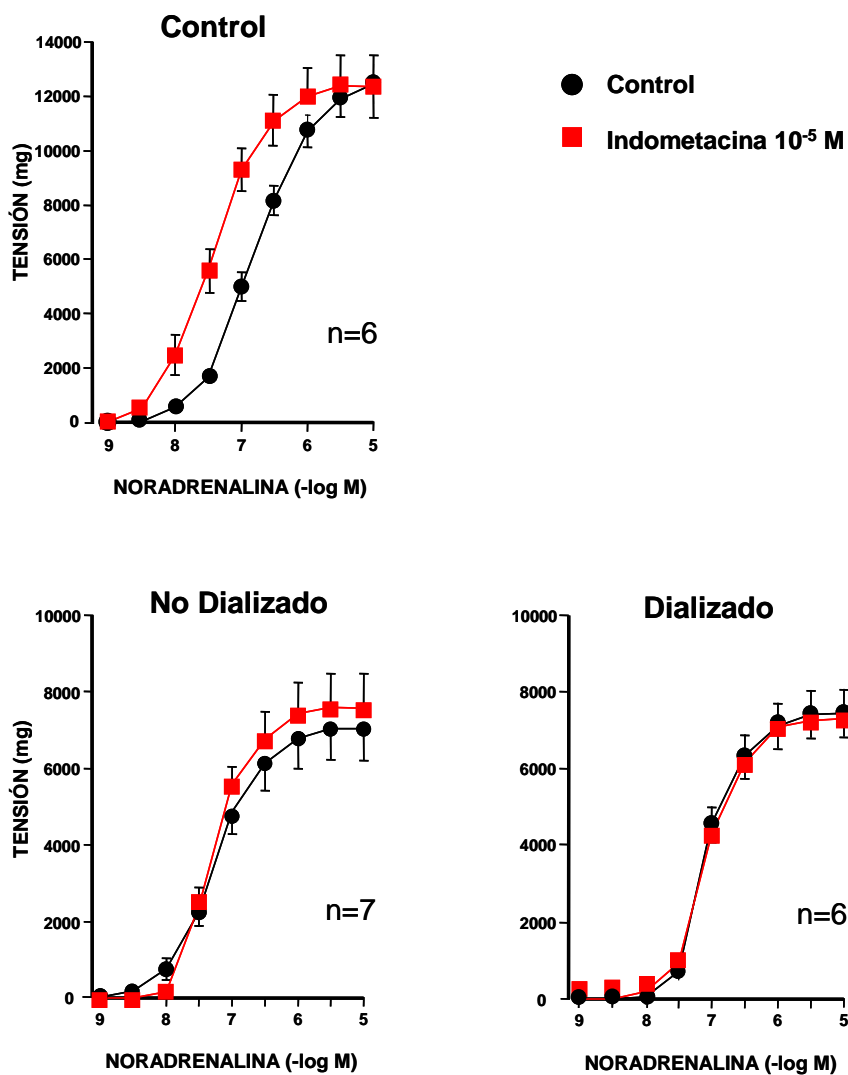 Control
14000
12000
10000
8000
6000
4000
2000
0
TENSIÓN (mg)
9 8 7 6 5
NORADRENALINA (-log M)
n=6
Control
Indometacina 10⁻⁵ M
No Dializado
10000
8000
6000
4000
2000
0
TENSIÓN (mg)
9 8 7 6 5
NORADRENALINA (-log M)
n=7
Dializado
10000
8000
6000
4000
2000
0
9 8 7 6 5
NORADRENALINA (-log M)
n=6